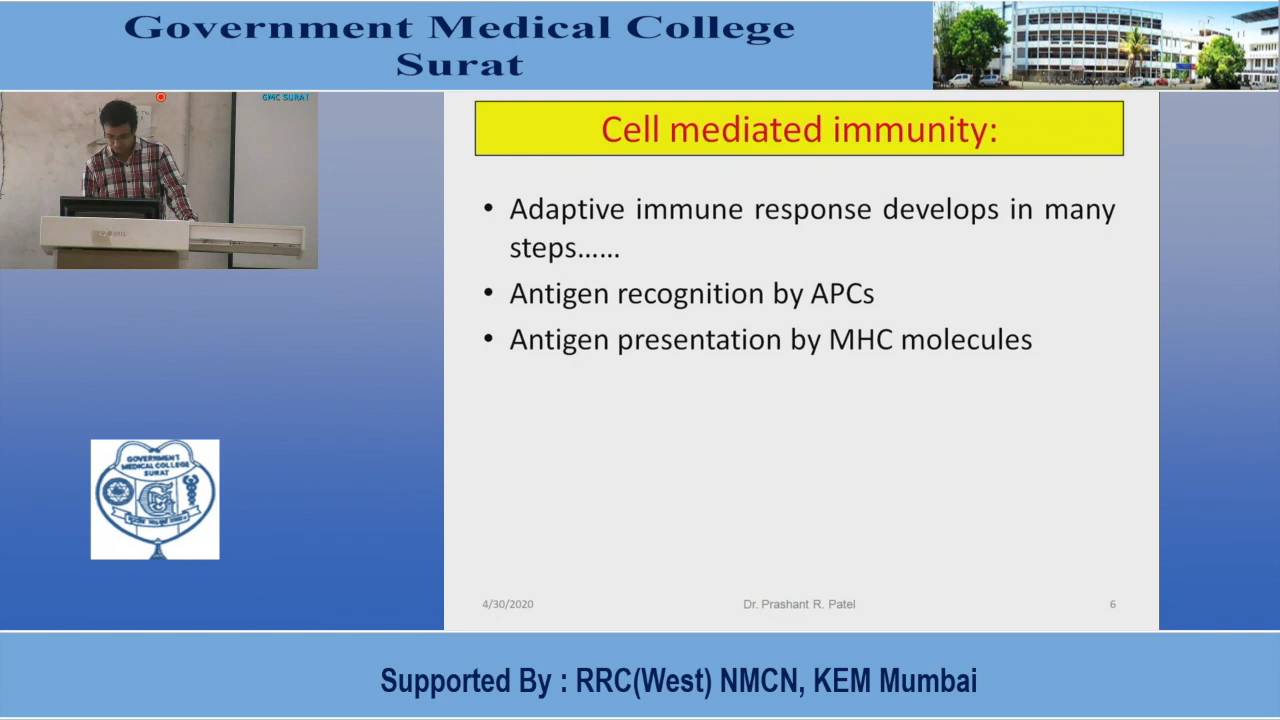 Government Medical College
Surat
GMC SURAT
Cell mediated immunity:
• Adaptive immune response develops in many
steps......
• Antigen recognition by APCs
• Antigen presentation by MHC molecules
GOVERNMENT
MEDICAL COLLEGE
SURAT
4/30/2020
Dr. Prashant R. Patel
6
Supported By : RRC(West) NMCN, KEM Mumbai